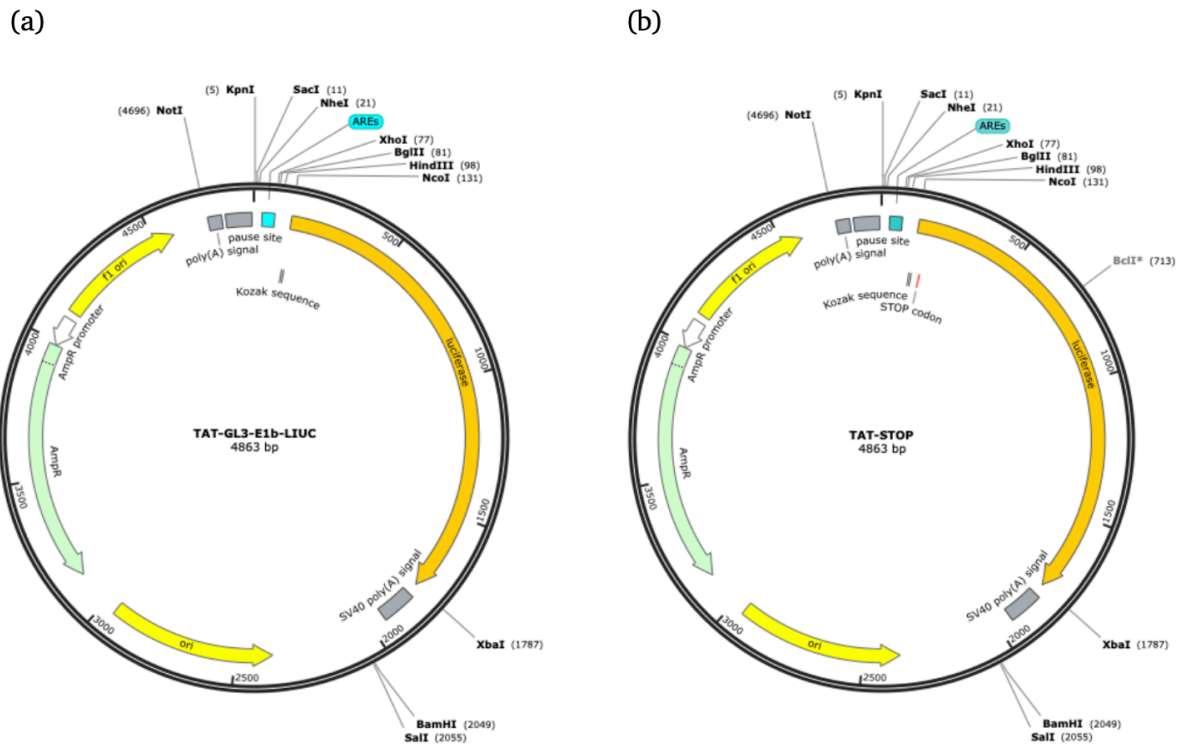 (a)
(5) KpnI
SacI (11)
(4696) NotI
NheI (21)
AREs
XhoI (77)
BglII (81)
HindIII (98)
NcoI (131)
4500
500
pause site
poly(A) signal
f1 ori
Kozak sequence
4000
AmpR promoter
luciferase
1000
TAT-GL3-E1b-LIUC
4863 bp
AmpR
3500
1500
SV40 poly(A) signal
3000
ori
2000
XbaI (1787)
2500
BamHI (2049)
SalI (2055)
(b)
(5) KpnI
SacI (11)
(4696) NotI
NheI (21)
AREs
XhoI (77)
BglII (81)
HindIII (98)
NcoI (131)
4500
500
pause site
poly(A) signal
BclI* (713)
f1 ori
Kozak sequence
STOP codon
4000
AmpR promoter
luciferase
1000
TAT-STOP
4863 bp
AmpR
3500
1500
SV40 poly(A) signal
3000
ori
2000
XbaI (1787)
2500
BamHI (2049)
SalI (2055)